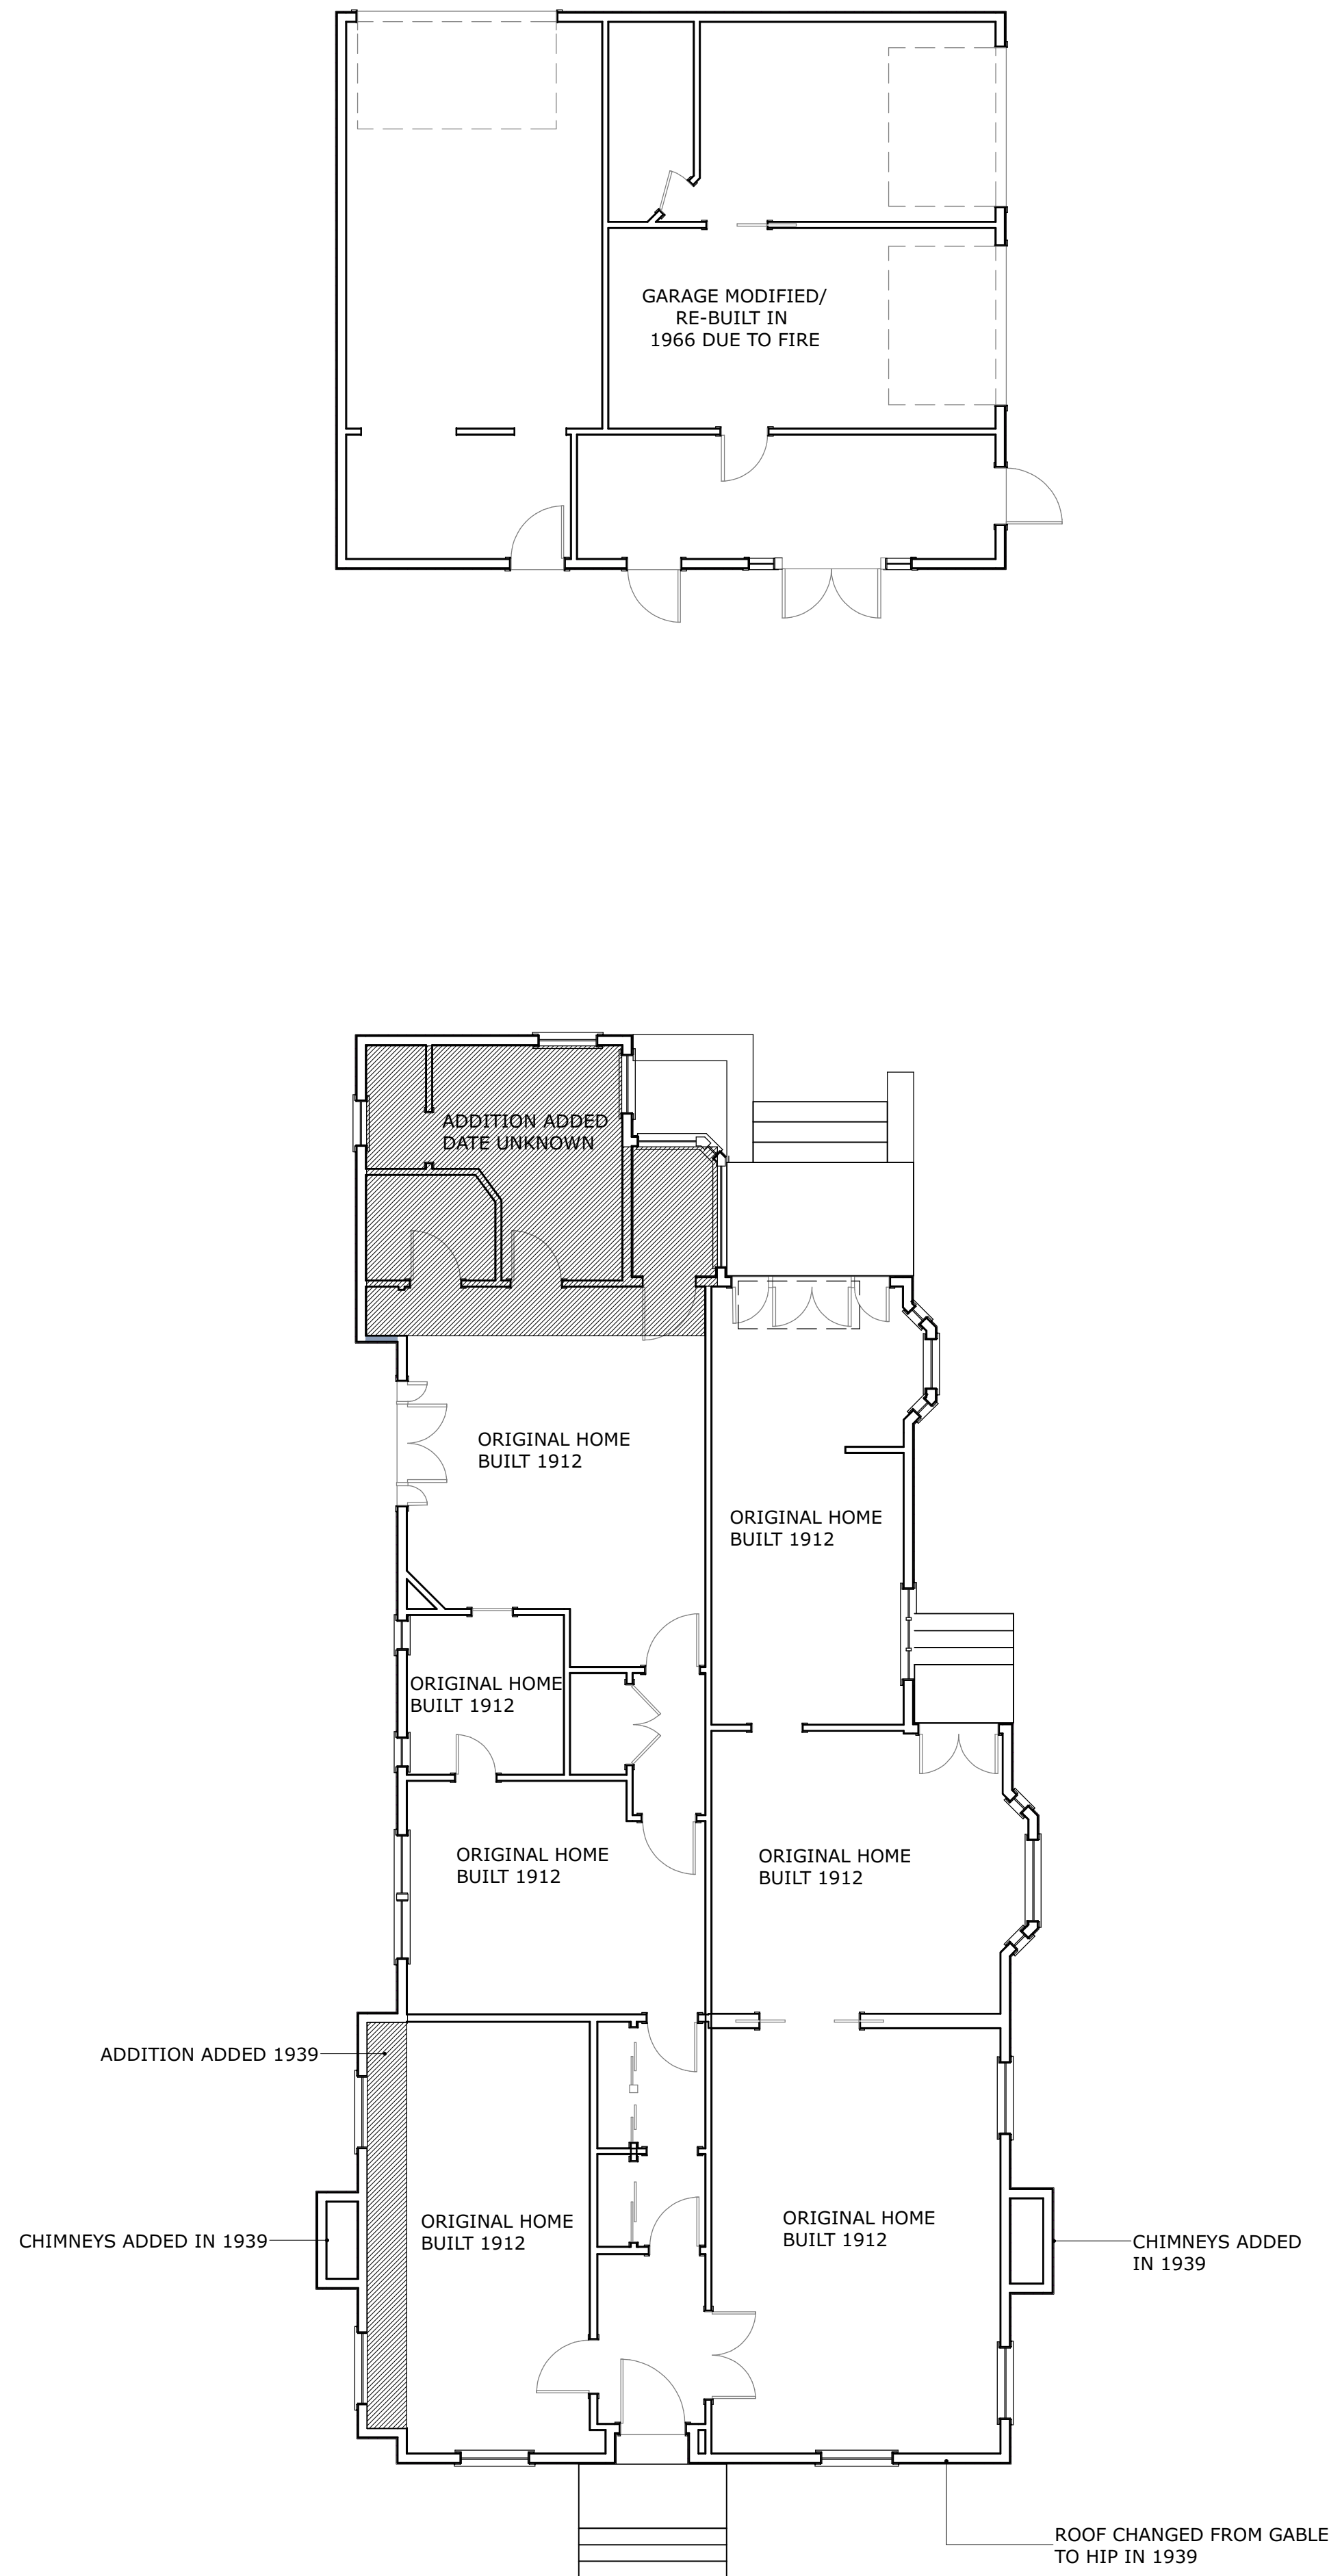 GARAGE MODIFIED/
RE-BUILT IN
1966 DUE TO FIRE
ADDITION ADDED
DATE UNKNOWN
ORIGINAL HOME
BUILT 1912
ORIGINAL HOME
BUILT 1912
ORIGINAL HOME
BUILT 1912
ORIGINAL HOME
BUILT 1912
ORIGINAL HOME
BUILT 1912
ADDITION ADDED 1939
CHIMNEYS ADDED IN 1939
ORIGINAL HOME
BUILT 1912
ORIGINAL HOME
BUILT 1912
CHIMNEYS ADDED
IN 1939
ROOF CHANGED FROM GABLE
TO HIP IN 1939